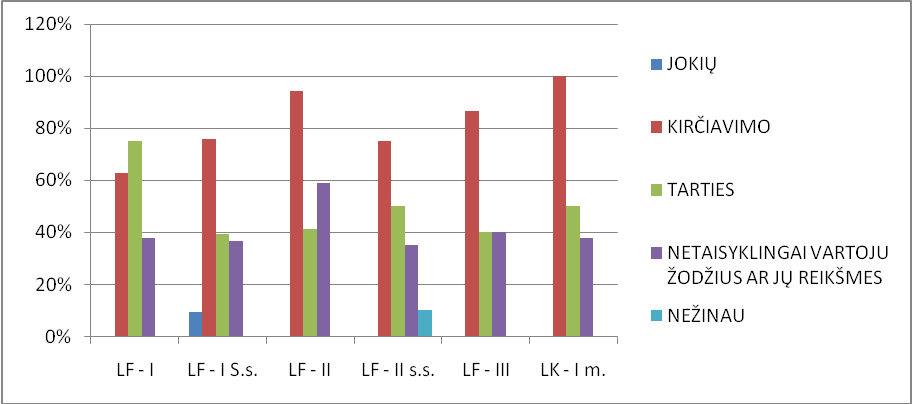 120%
100%
80%
60%
40%
20%
0%
LF - I
LF - I S.s.
LF - II
LF - II s.s.
LF - III
LK - I m.
JOKIŲ
KIRČIAVIMO
TARTIES
NETAISYKLINGAI VARTOJU
ŽODŽIUS AR JŲ REIKŠMES
NEŽINAU